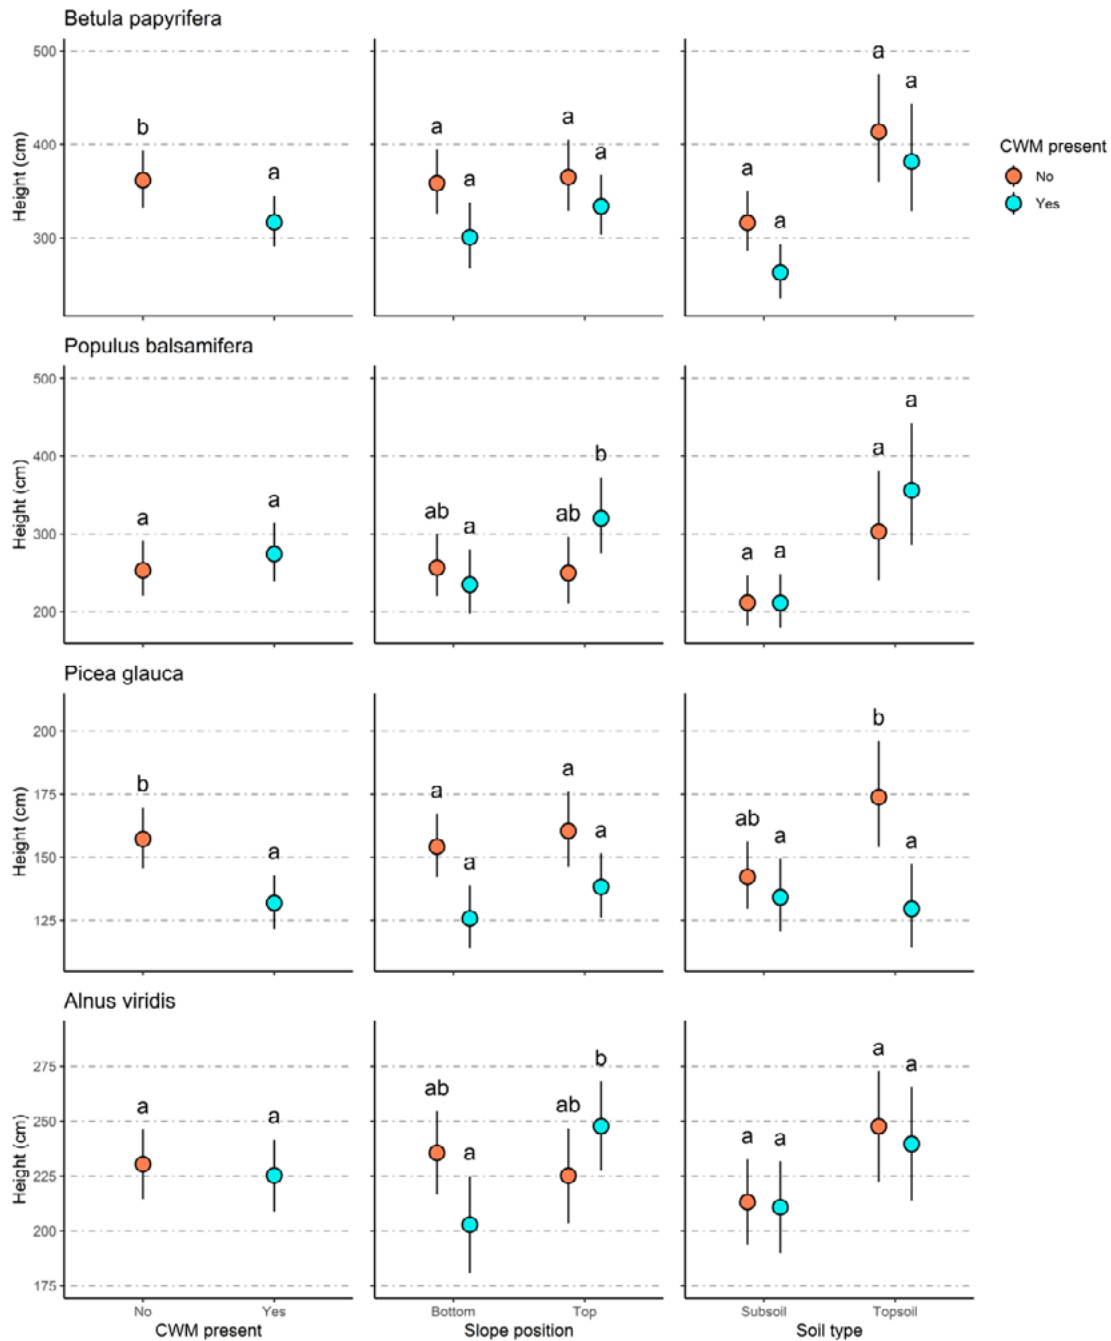 Betula papyrifera
500
400
300
Height (cm)
b
a
a
a
a
a
a
a
a
a
CWM present
No
Yes
Populus balsamifera
500
400
300
200
Height (cm)
a
a
ab
a
ab
b
a
a
a
a
Picea glauca
200
175
150
125
Height (cm)
b
a
a
a
a
a
ab
a
b
a
Alnus viridis
275
250
225
200
175
Height (cm)
a
a
ab
a
ab
b
a
a
a
a
No Yes
CWM present
Bottom Top
Slope position
Subsoil Topsoil
Soil type